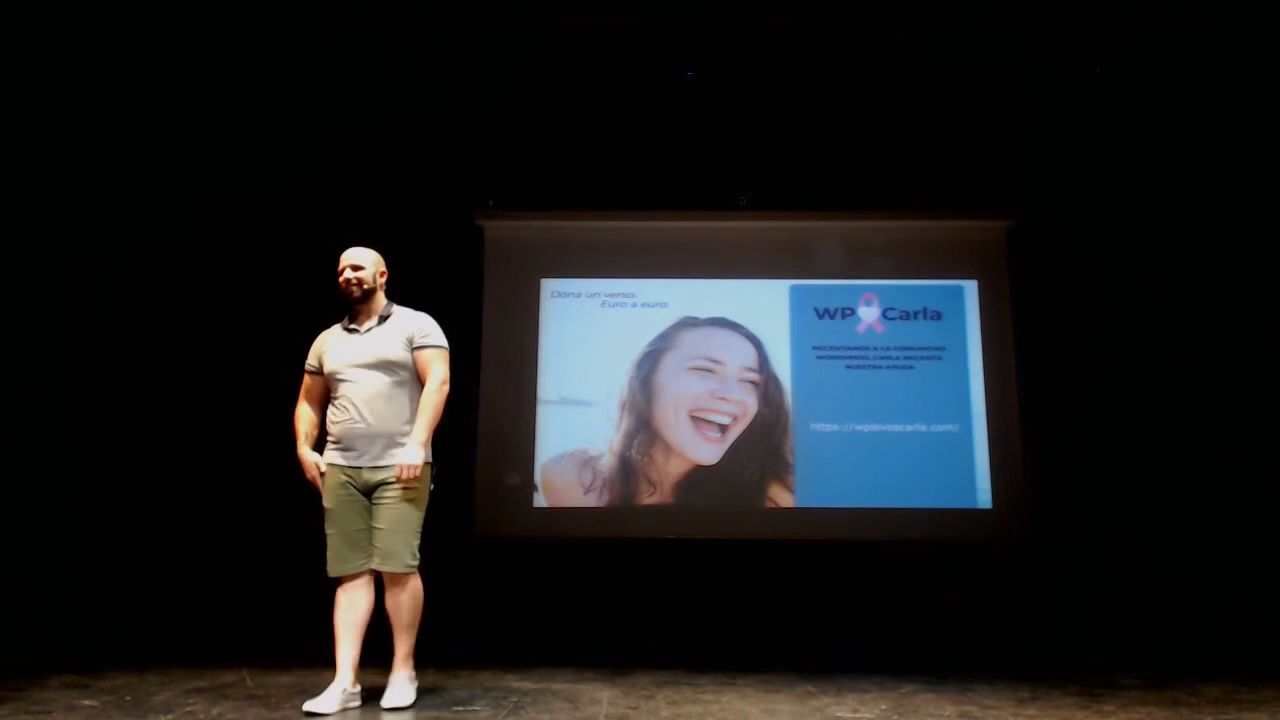 Dona un verso.
Euro a euro.
WP Carla
NECESITAMOS A LA COMUNIDAD
WORDPRESS, CARLA NECESITA
NUESTRA AYUDA
https://wplovescarla.com/